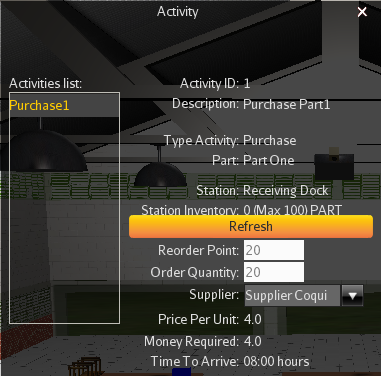 Activity
Activities list:
Purchase1
Activity ID: 1
Description: Purchase Part1
Type Activity: Purchase
Part: Part One
Station: Receiving Dock
Station Inventory: 0 (Max 100) PART
Refresh
Reorder Point: 20
Order Quantity: 20
Supplier: Supplier Coqui
Price Per Unit: 4.0
Money Required: 4.0
Time To Arrive: 08:00 hours